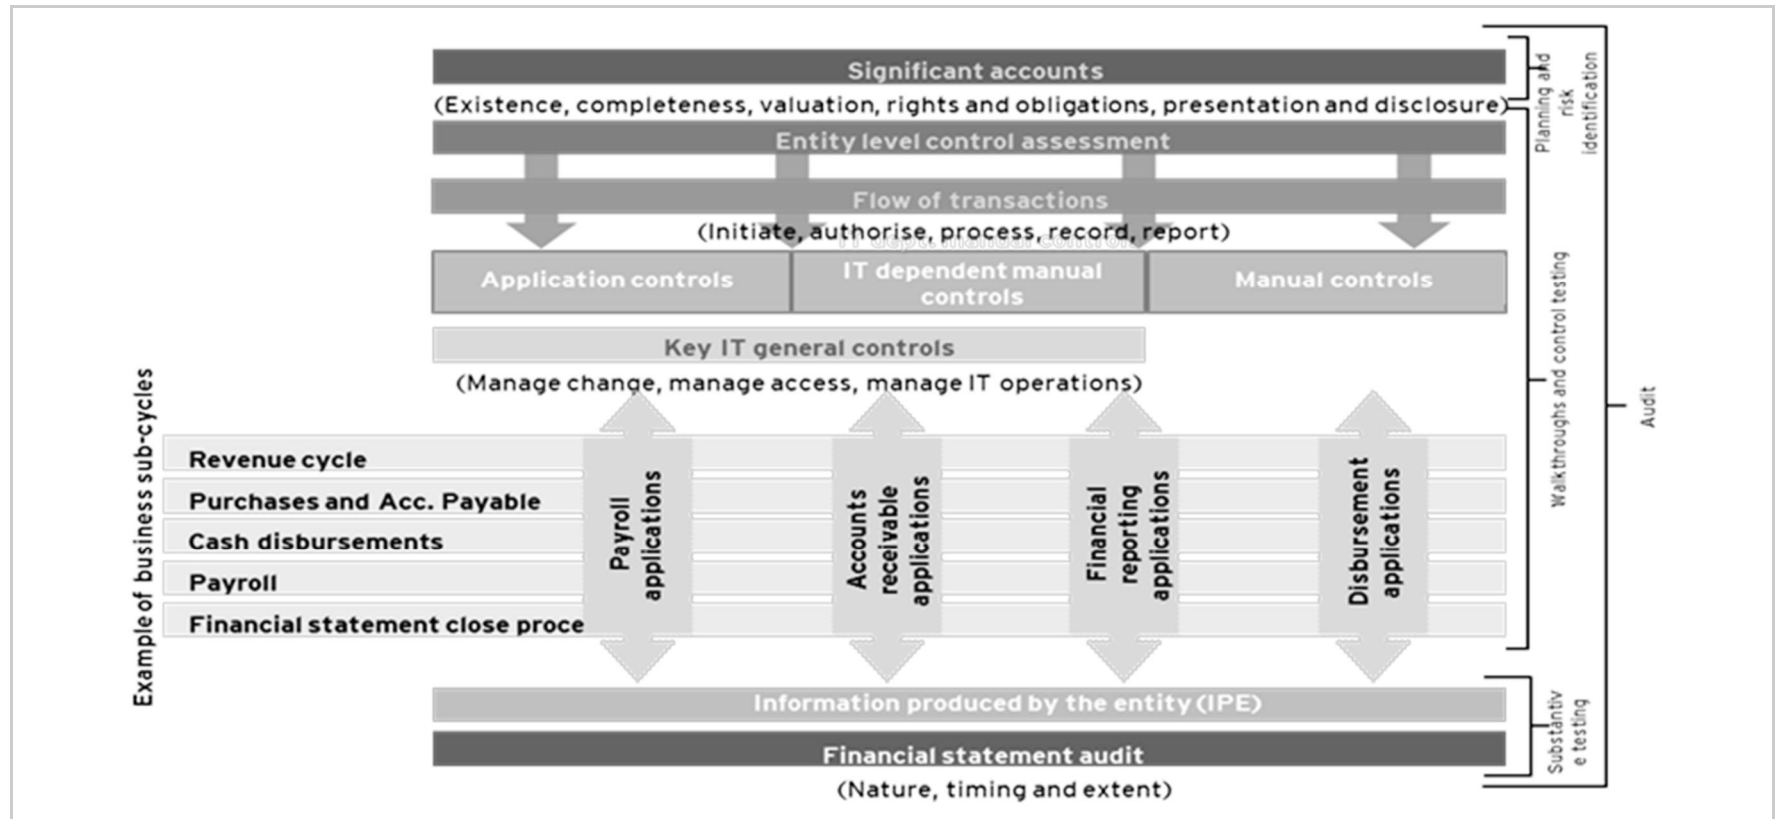 Significant accounts
(Existence, completeness, valuation, rights and obligations, presentation and disclosure)
Entity level control assessment
Flow of transactions
(Initiate, authorise, process, record, report)
IT dept. manual control
Application controls
IT dependent manual
controls
Manual controls
Key IT general controls
(Manage change, manage access, manage IT operations)
Example of business sub-cycles
Revenue cycle
Purchases and Acc. Payable
Cash disbursements
Payroll
Financial statement close proce
Payroll
applications
Accounts
receivable
applications
Financial
reporting
applications
Disbursement
applications
Information produced by the entity (IPE)
Financial statement audit
(Nature, timing and extent)
Planning and
risk
identification
Walkthroughs and control testing
Substantiv
e testing
Audit